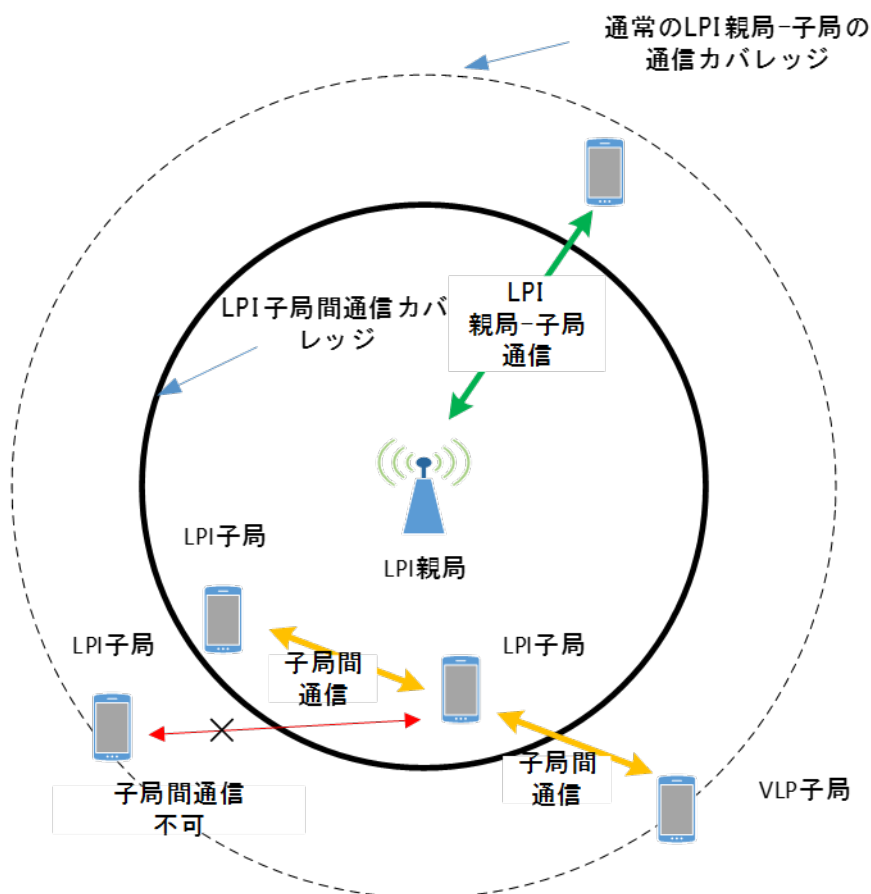 通常のLPI親局-子局の
通信カバレッジ
LPI子局間通信カバ
レッジ
LPI
親局-子局
通信
LPI親局
LPI子局
LPI子局
LPI子局
子局間
通信
子局間
通信
VLP子局
子局間通信
不可